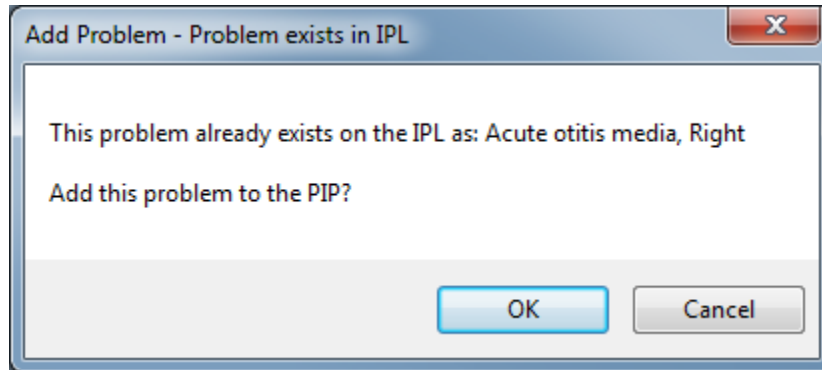 Add Problem - Problem exists in IPL
This problem already exists on the IPL as: Acute otitis media, Right
Add this problem to the PIP?
OK
Cancel